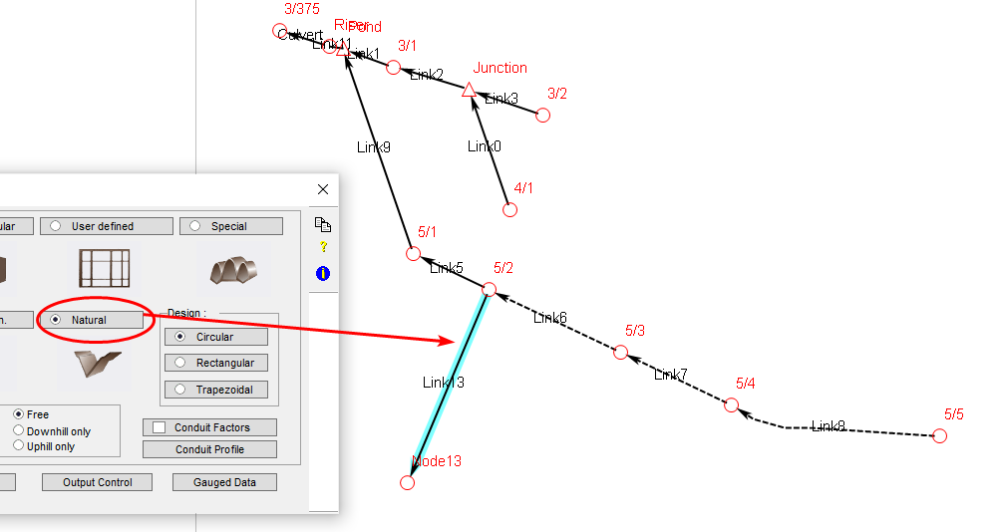 3/375
Riser
Pond
Culvert
Link11
Link1
3/1
Link2
Junction
Link3
3/2
Link9
Link0
4/1
5/1
Link5
5/2
Link6
5/3
Link7
5/4
Link8
5/5
Link13
Node13
ular
User defined
Special
n.
Natural
Design :
Circular
Rectangular
Trapezoidal
Free
Downhill only
Uphill only
Conduit Factors
Conduit Profile
Output Control
Gauged Data